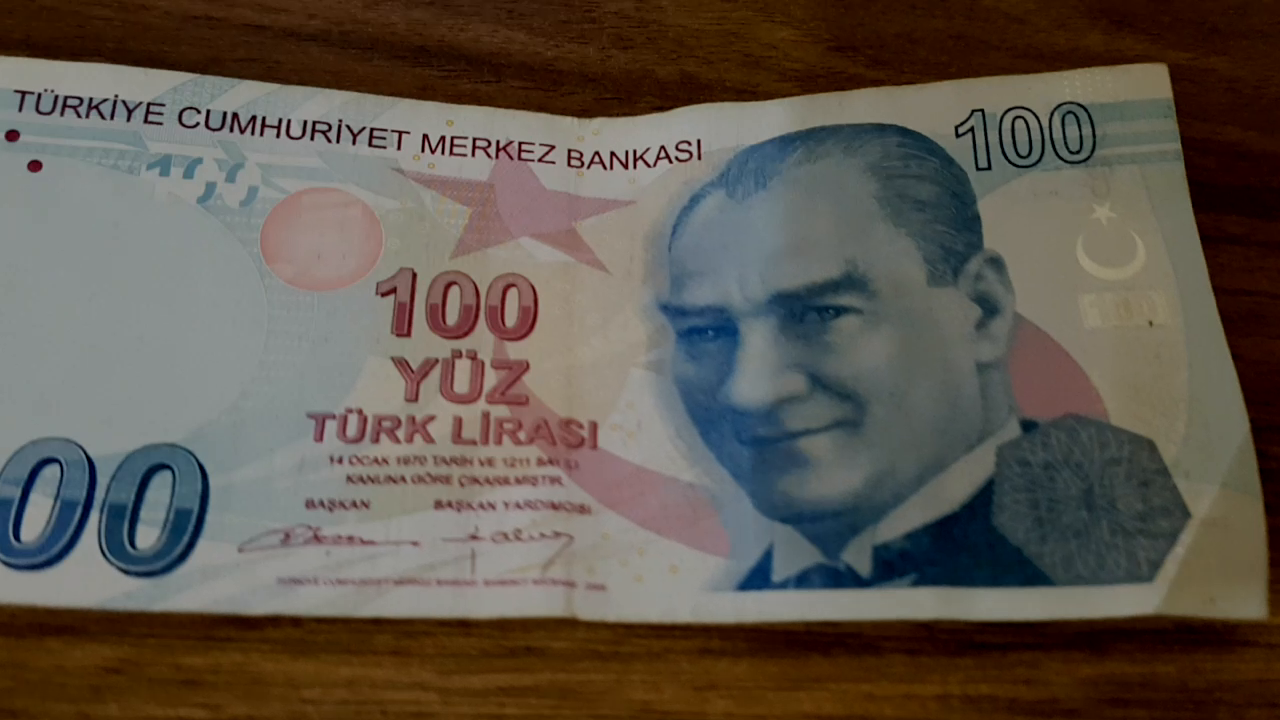 TÜRKİYE CUMHURİYET MERKEZ BANKASI
100
100
100
YÜZ
TÜRK LİRASI
14 OCAK 1970 TARİH VE 1211 SAYILI
KANUNA GÖRE ÇIKARILMIŞTIR.
BAŞKAN BAŞKAN YARDIMCISI
00